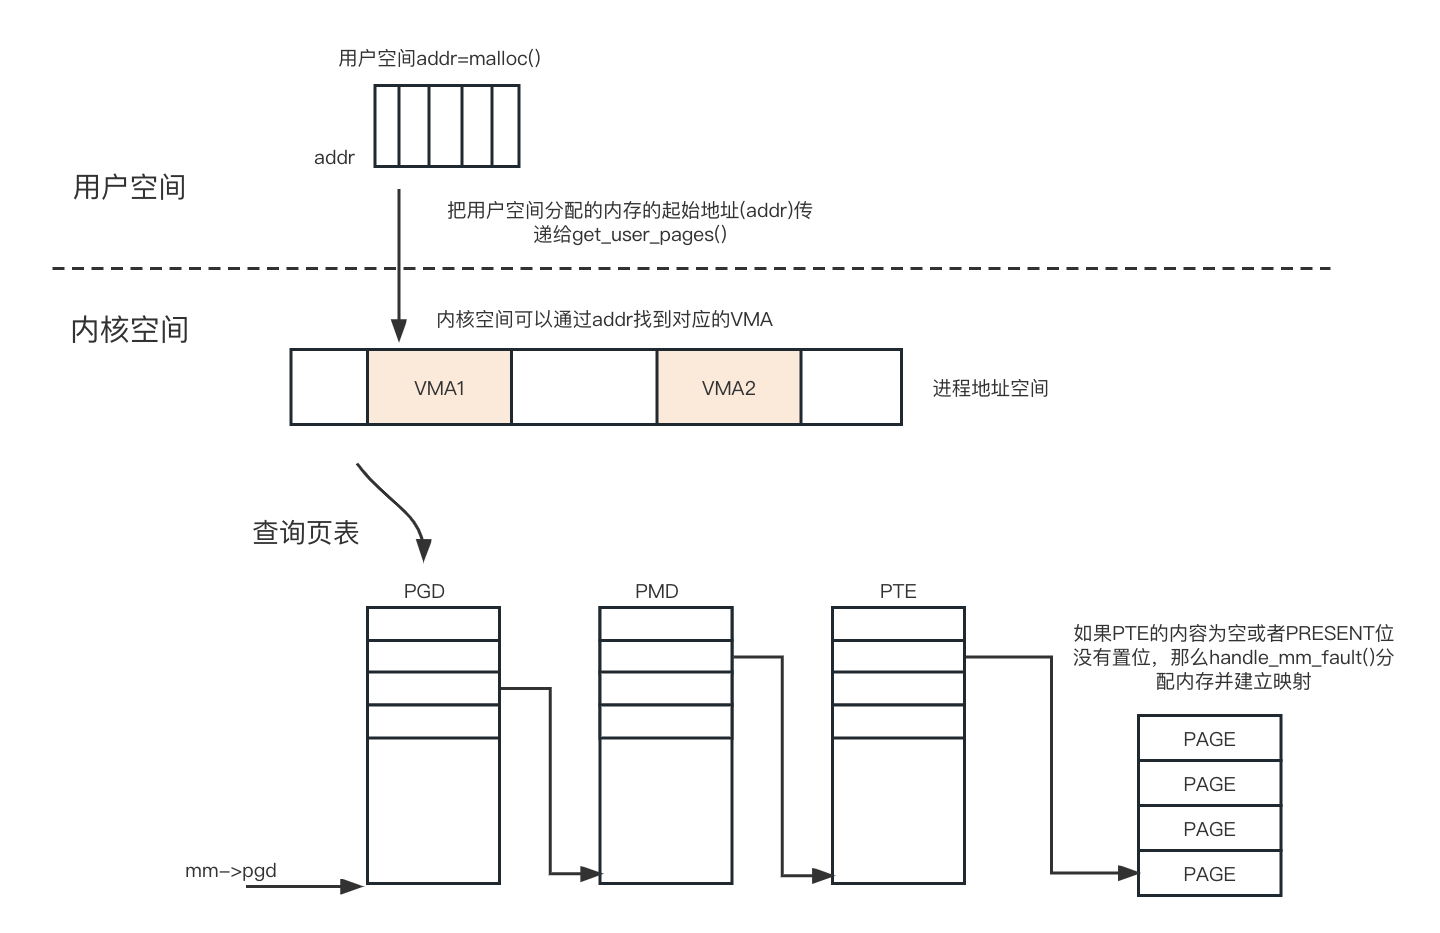 用户空间addr=malloc()
addr
用户空间
把用户空间分配的内存的起始地址(addr)传
递给get_user_pages()
内核空间
内核空间可以通过addr找到对应的VMA
VMA1
VMA2
进程地址空间
查询页表
PGD
PMD
PTE
如果PTE的内容为空或者PRESENT位
没有置位，那么handle_mm_fault()分
配内存并建立映射
PAGE
PAGE
PAGE
PAGE
mm->pgd